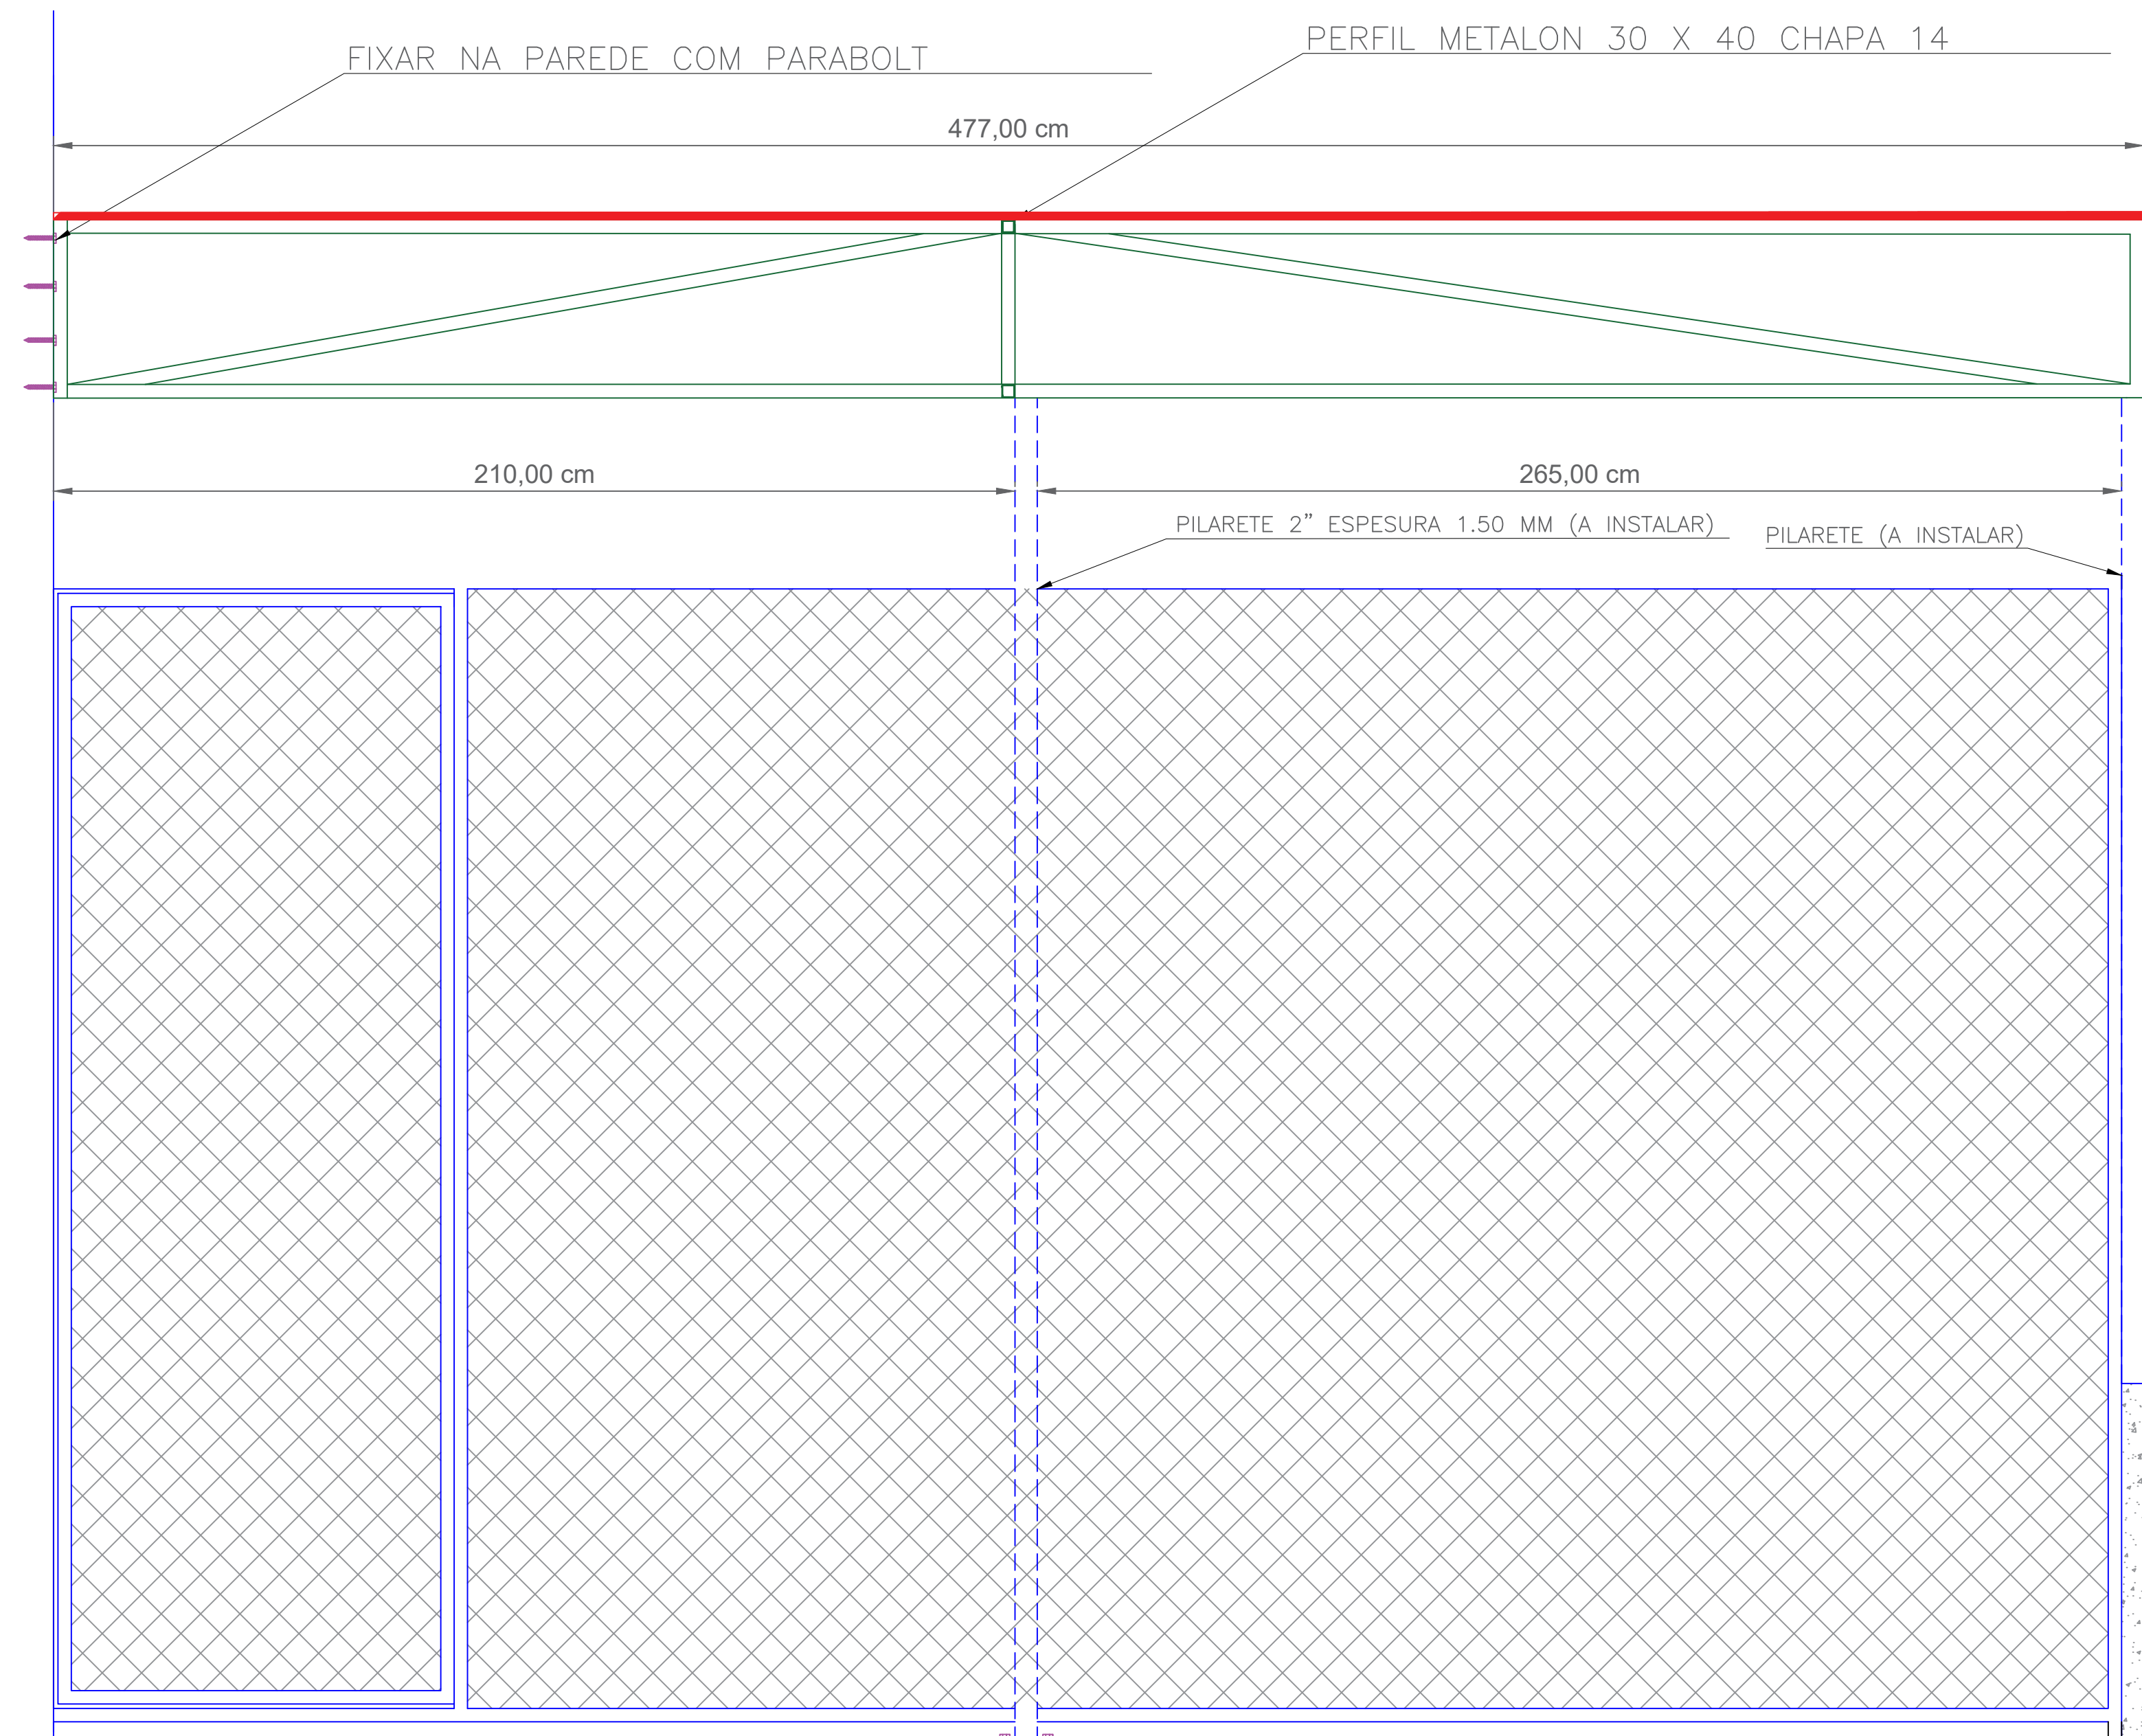 PERFIL METALON 30 X 40 CHAPA 14
FIXAR NA PAREDE COM PARABOLT
477,00 cm
210,00 cm
265,00 cm
PILARETE 2” ESPESURA 1.50 MM (A INSTALAR)
PILARETE (A INSTALAR)